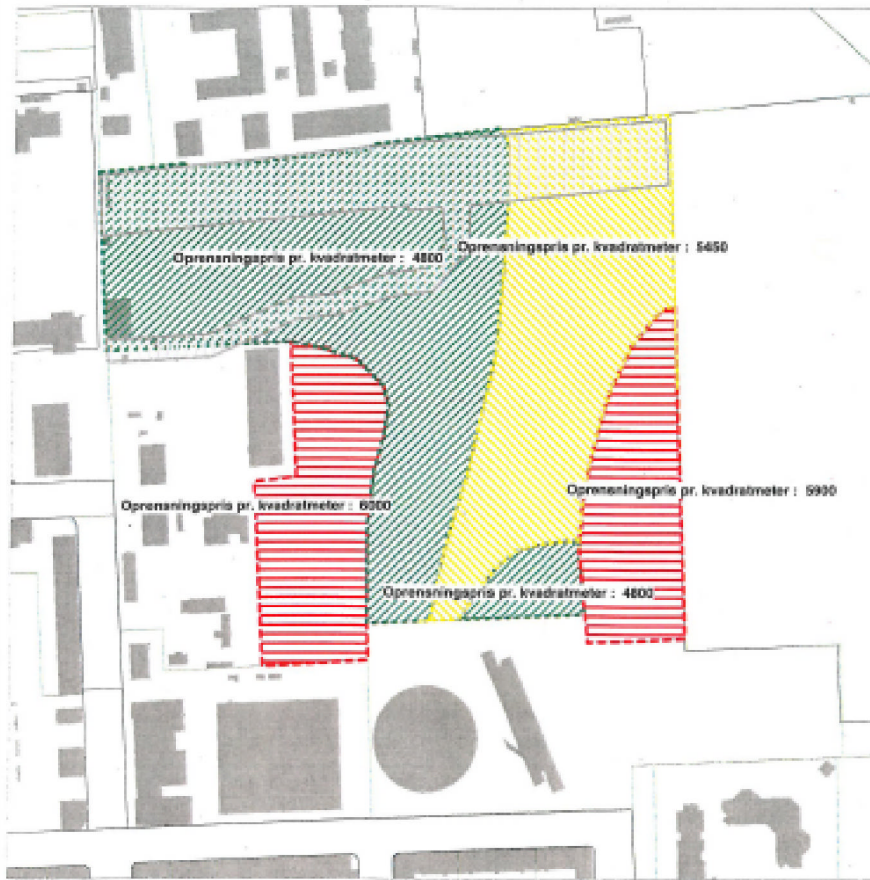 Oprensningspris pr. kvadratmeter : 4800
Oprensningspris pr. kvadratmeter : 5450
Oprensningspris pr. kvadratmeter : 6000
Oprensningspris pr. kvadratmeter : 5900
Oprensningspris pr. kvadratmeter : 4800